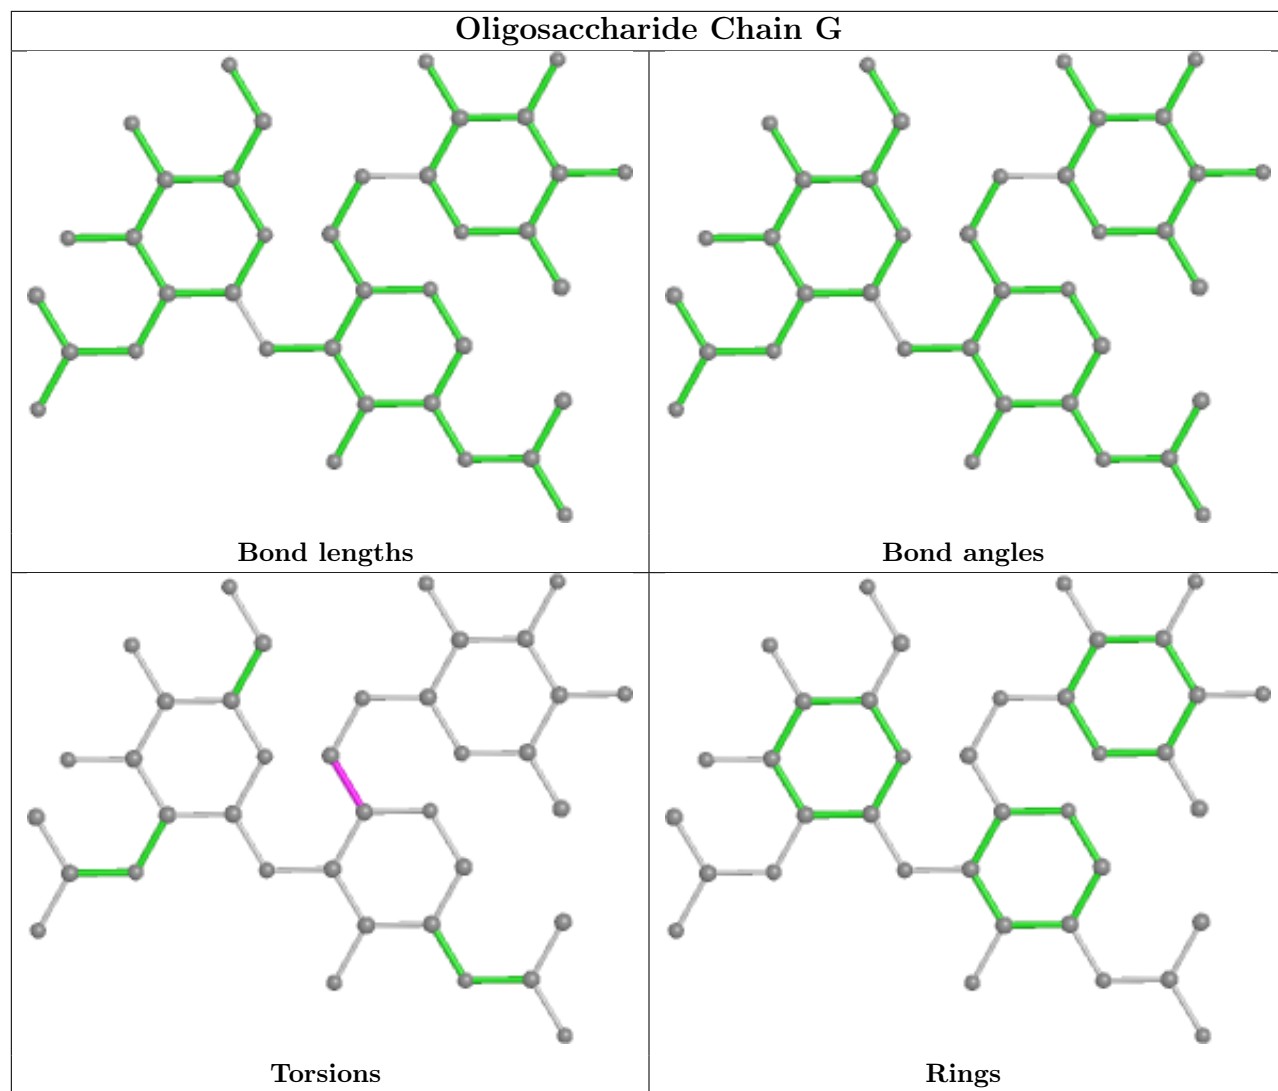 Oligosaccharide Chain G
Bond lengths
Bond angles
Torsions
Rings